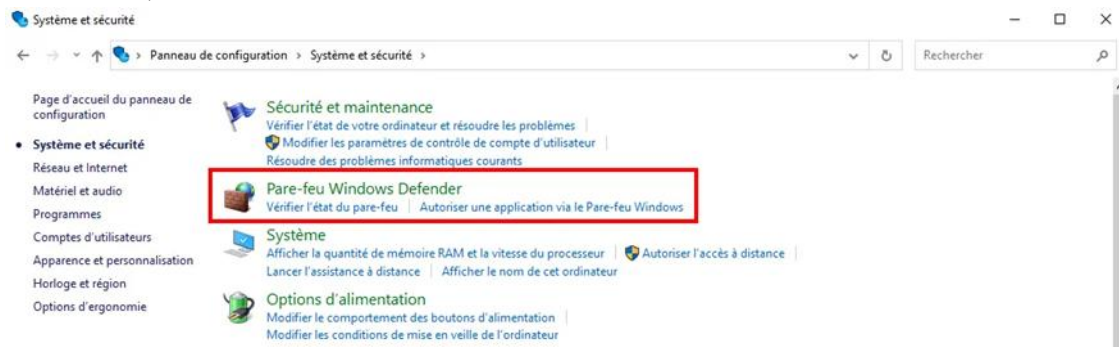 Système et sécurité
Panneau de configuration > Système et sécurité >
Rechercher
Page d'accueil du panneau de
configuration
Système et sécurité
Réseau et Internet
Matériel et audio
Programmes
Comptes d'utilisateurs
Apparence et personnalisation
Horloge et région
Options d'ergonomie
Sécurité et maintenance
Vérifier l'état de votre ordinateur et résoudre les problèmes
Modifier les paramètres de contrôle de compte d'utilisateur
Résoudre des problèmes informatiques courants
Pare-feu Windows Defender
Vérifier l'état du pare-feu | Autoriser une application via le Pare-feu Windows
Système
Afficher la quantité de mémoire RAM et la vitesse du processeur | Autoriser l'accès à distance
Lancer l'assistance à distance | Afficher le nom de cet ordinateur
Options d'alimentation
Modifier le comportement des boutons d'alimentation
Modifier les conditions de mise en veille de l'ordinateur